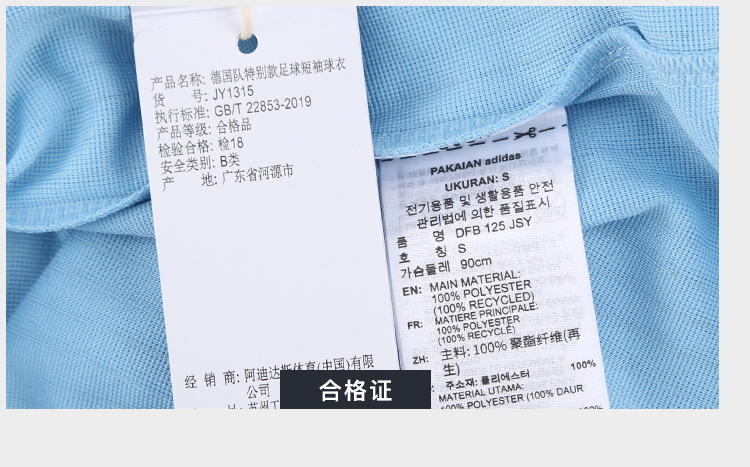 产品名称: 德国队特别款足球短袖球衣
货 号: JY1315
执行标准: GB/T 22853-2019
产品等级: 合格品
检验合格: 检18
安全类别: B类
产 地: 广东省河源市
经 销 商: 阿迪达斯体育(中国)有限
公司
PAKAIAN adidas
UKURAN: S
전기용품 및 생활용품 안전
관리법에 의한 품질표시
품 명 DFB 125 JSY
호 칭 S
가슴둘레 90cm
EN: MAIN MATERIAL:
100% POLYESTER
(100% RECYCLED)
FR: MATIERE PRINCIPALE:
100% POLYESTER
(100% RECYCLE)
ZH: 主料: 100% 聚酯纤维(再
生)
주소재: 폴리에스터 100%
MATERIAL UTAMA:
100% POLYESTER (100% DAUR
合格证